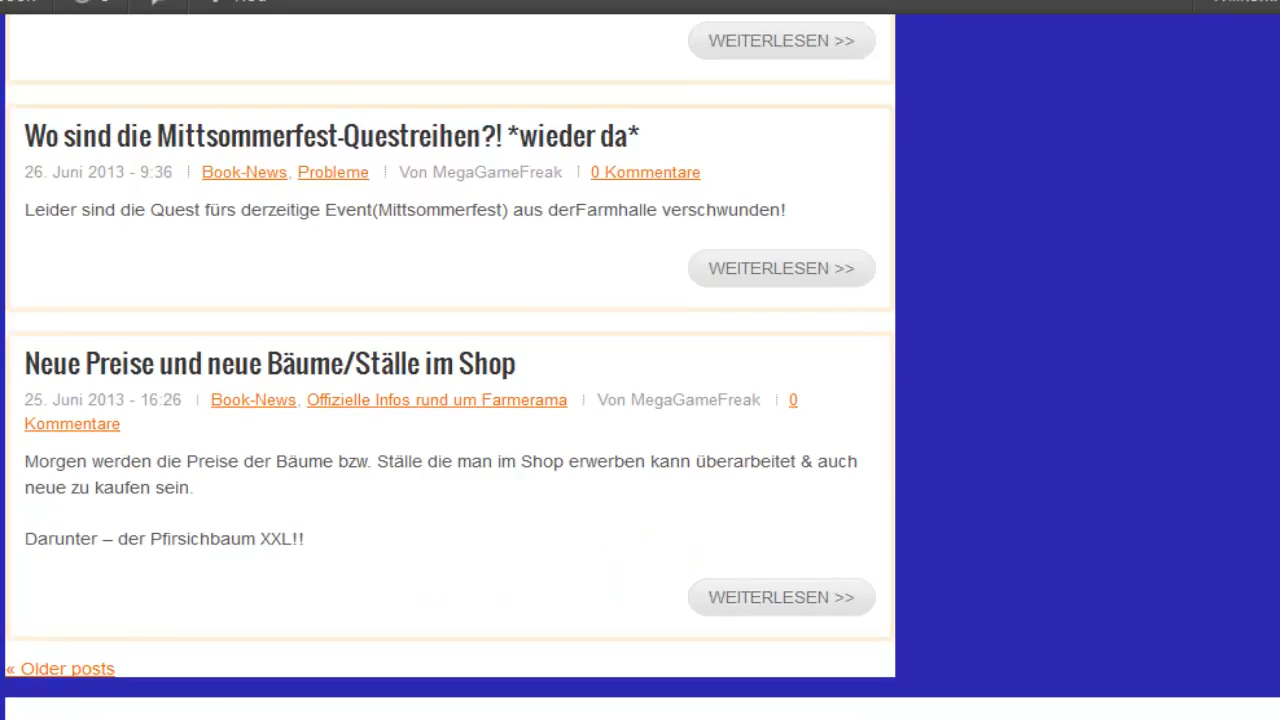 WEITERLESEN >>
Wo sind die Mittsommerfest-Questreihen?! *wieder da*
26. Juni 2013 - 9:36 | Book-News, Probleme | Von MegaGameFreak | 0 Kommentare
Leider sind die Quest fürs derzeitige Event(Mittsommerfest) aus derFarmhalle verschwunden!
WEITERLESEN >>
Neue Preise und neue Bäume/Ställe im Shop
25. Juni 2013 - 16:26 | Book-News, Offizielle Infos rund um Farmerama | Von MegaGameFreak | 0
Kommentare
Morgen werden die Preise der Bäume bzw. Ställe die man im Shop erwerben kann überarbeitet & auch
neue zu kaufen sein.
Darunter – der Pfirsichbaum XXL!!
WEITERLESEN >>
« Older posts